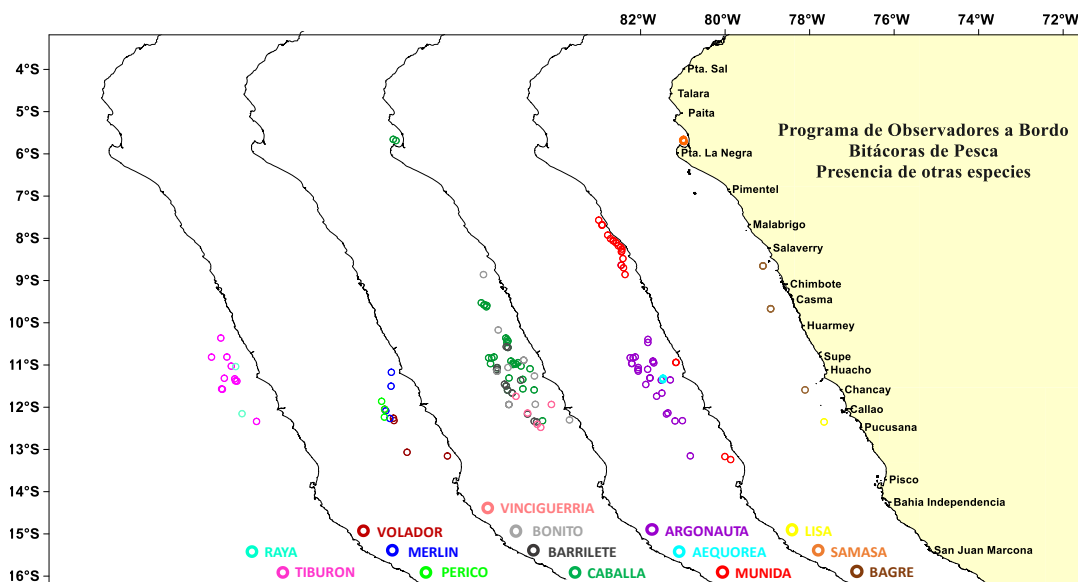 82°W 80°W 78°W 76°W 74°W 72°W
4°S
5°S
6°S
7°S
8°S
9°S
10°S
11°S
12°S
13°S
14°S
15°S
16°S
Pta. Sal
Talara
Paita
Pta. La Negra
Pimentel
Malabrigo
Salaverry
Chimbote
Casma
Huarmey
Supe
Huacho
Chancay
Callao
Pucusana
Pisco
Bahia Independencia
San Juan Marcona
Programa de Observadores a Bordo
Bitácoras de Pesca
Presencia de otras especies
VINCIGUERRIA
VOLADOR BONITO ARGONAUTA LISA
RAYA MERLIN BARRILETE AEQUOREA SAMASA
TIBURON PERICO CABALLA MUNIDA BAGRE